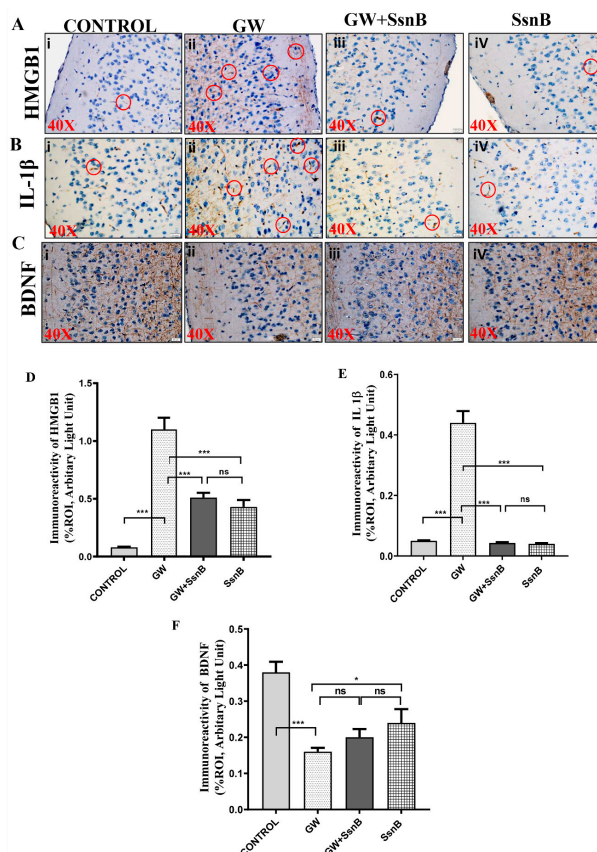 A CONTROL GW GW+SsnB SsnB
HMGB1
i ii iii iV
40X 40X 40X 40X
B
IL-1β
i ii iii iV
40X 40X 40X 40X
C
BDNF
i ii iii iV
40X 40X 40X 40X
D
Immunoreactivity of HMGB1
(%ROI, Arbitary Light Unit)
1.5
1.0
0.5
0.0
***
***
*** ns
CONTROL GW GW+SsnB SsnB
E
Immunoreactivity of IL 1β
(%ROI, Arbitary Light Unit)
0.6
0.4
0.2
0.0
***
*** *** ns
CONTROL GW GW+SsnB SsnB
F
Immunoreactivity of BDNF
(%ROI, Arbitary Light Unit)
0.5
0.4
0.3
0.2
0.1
0.0
*
ns ns
***
CONTROL GW GW+SsnB SsnB